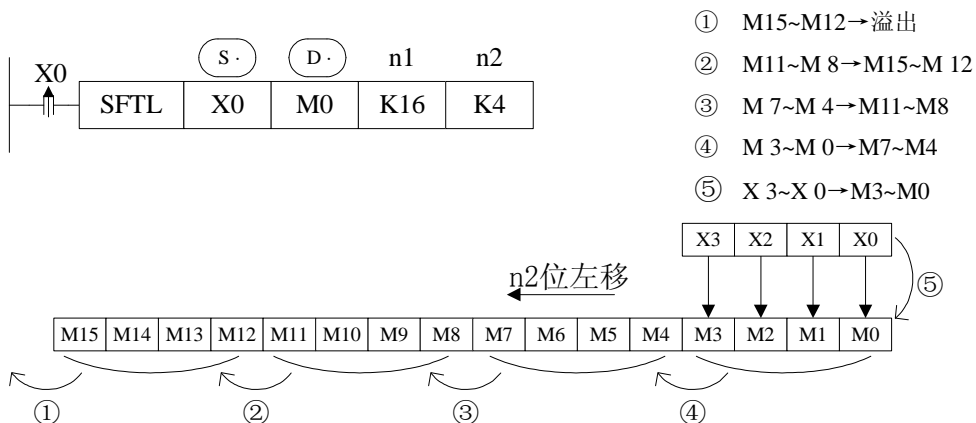 ① M15~M12→溢出
② M11~M 8→M15~M 12
③ M 7~M 4→M11~M8
④ M 3~M 0→M7~M4
⑤ X 3~X 0→M3~M0
S · D · n1 n2
X0
SFTL X0 M0 K16 K4
X3 X2 X1 X0
n2位左移
⑤
M15 M14 M13 M12 M11 M10 M9 M8 M7 M6 M5 M4 M3 M2 M1 M0
① ② ③ ④